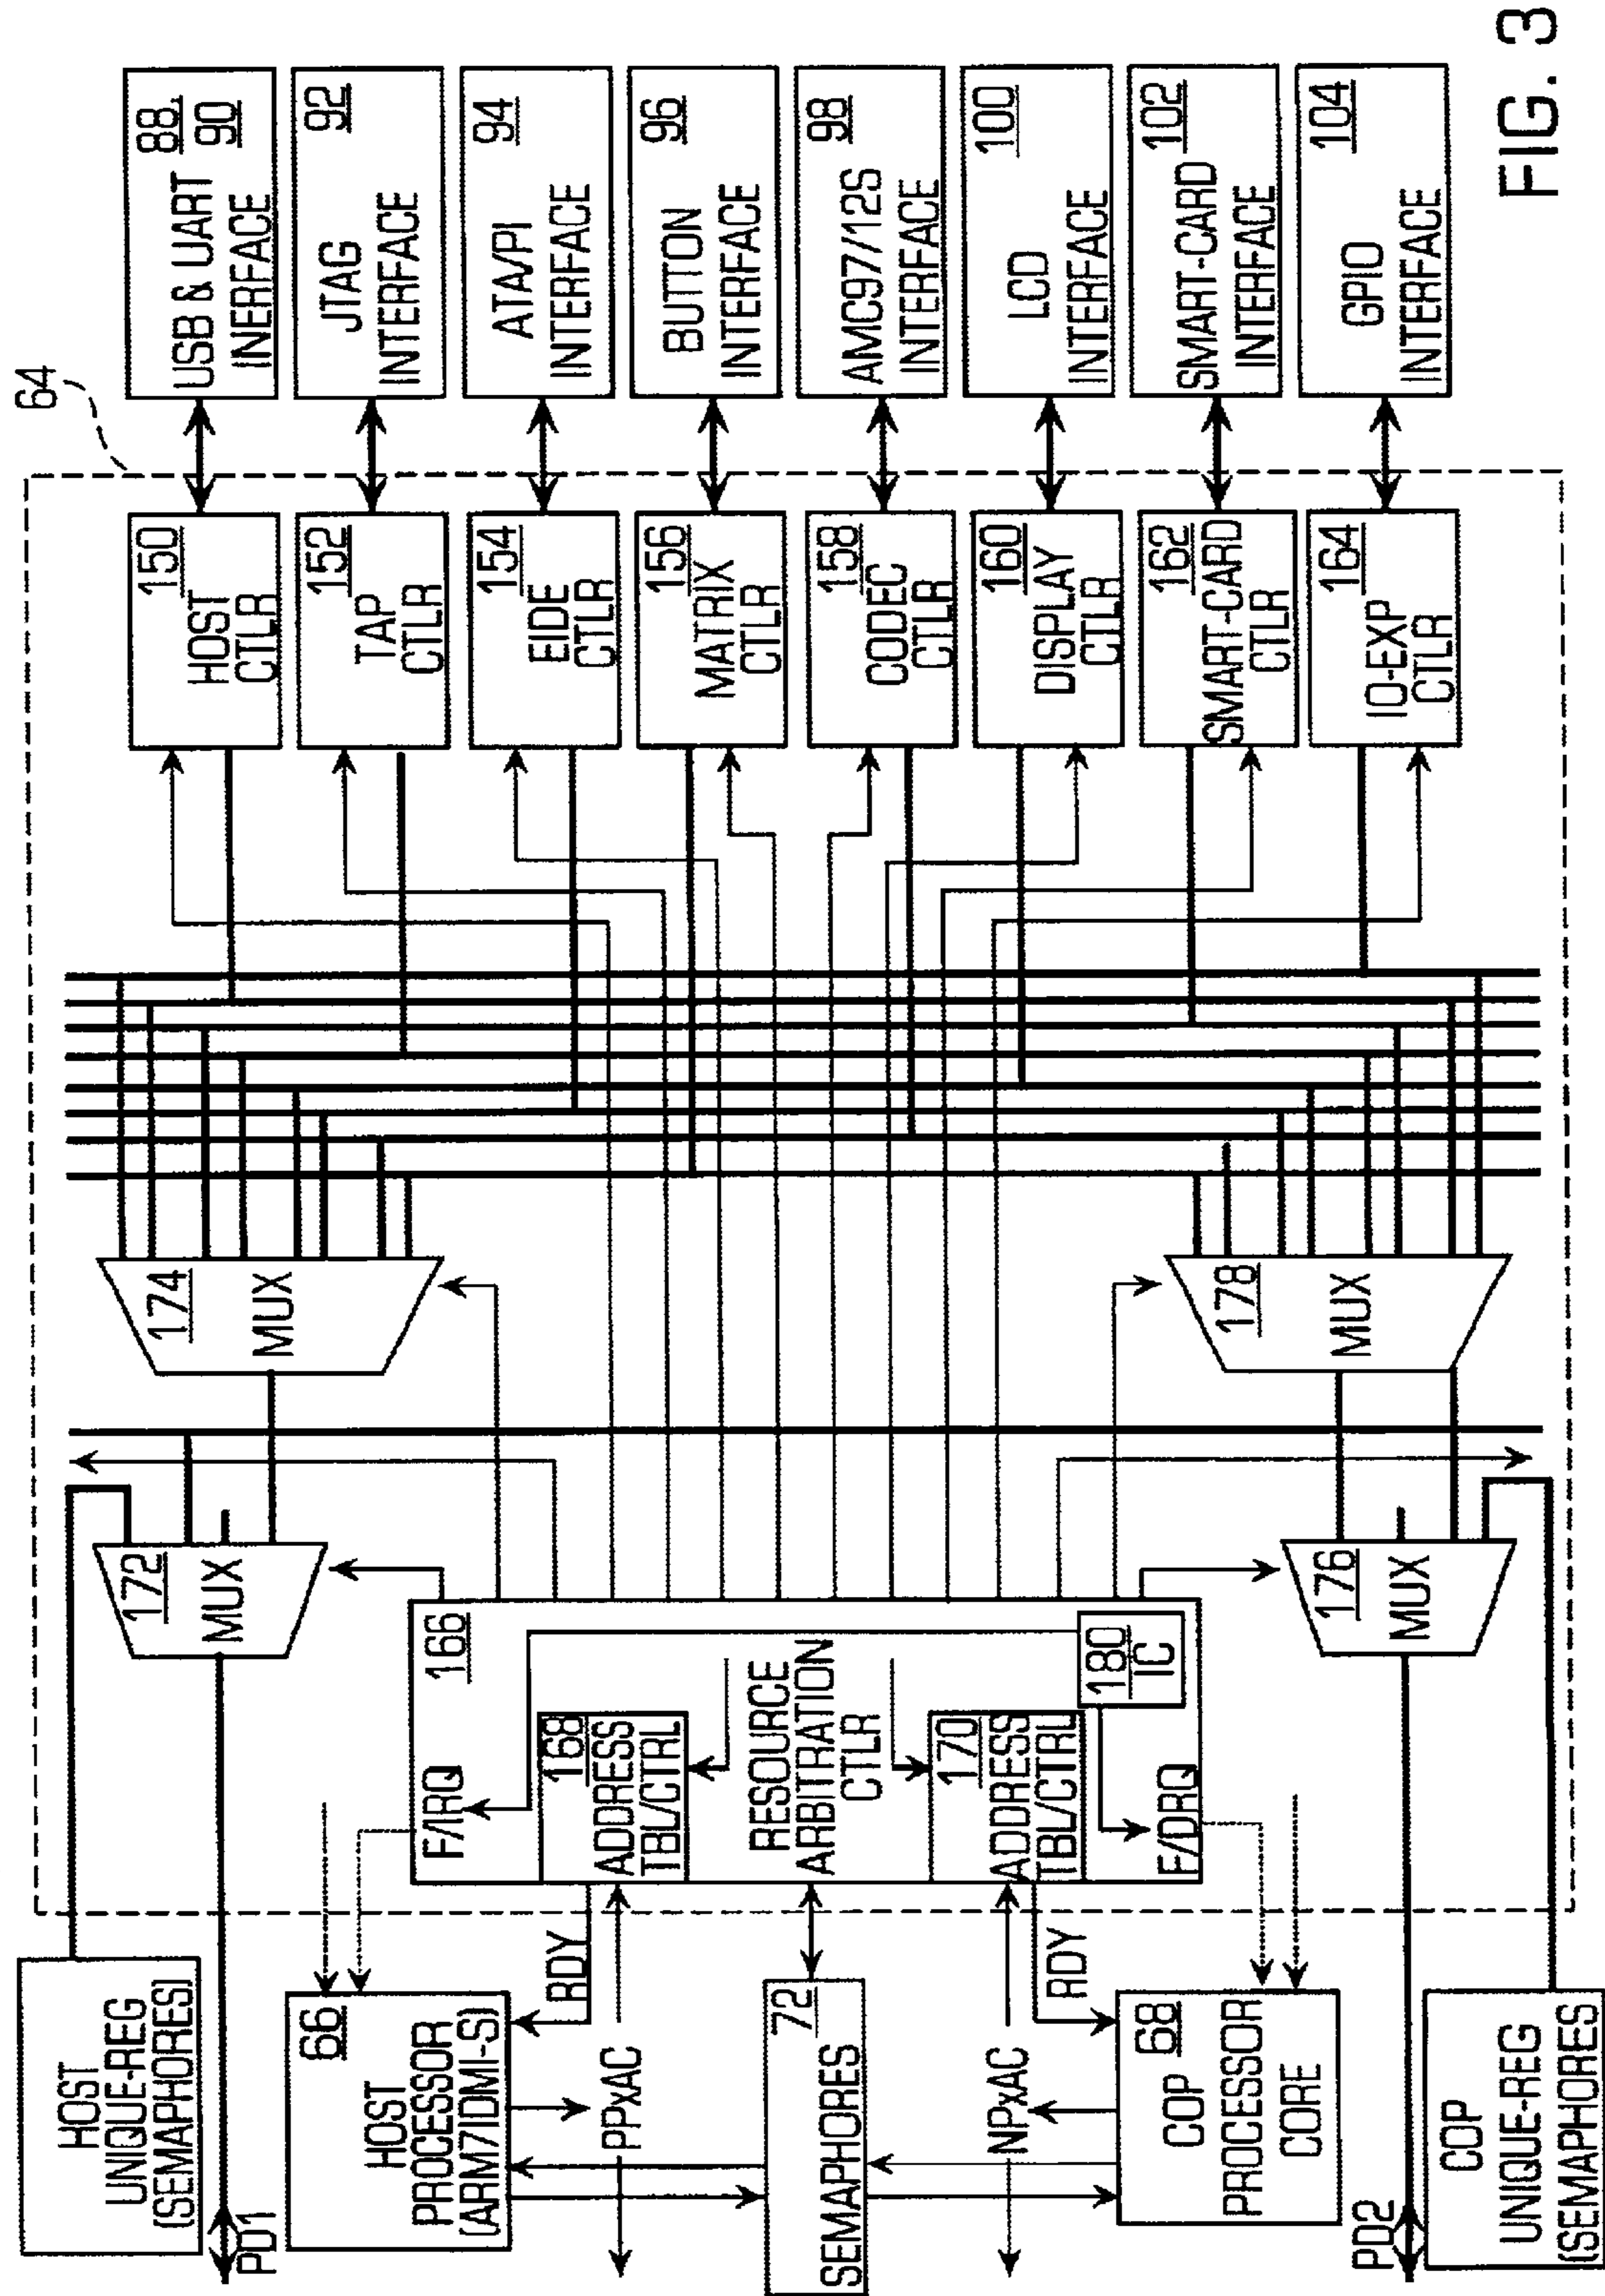 HOST
UNIQUE-REG
(SEMAPHORES)
PD1
66
HOST
PROCESSOR
(ARM7TDMI-S)
RDY
PPxAC
72
SEMAPHORES
NPxAC
RDY
68
COP
PROCESSOR
CORE
PD2
COP
UNIQUE-REG
(SEMAPHORES)
172
MUX
166
F/IRQ
168
ADDRESS
TBL/CTRL
RESOURCE
ARBITRATION
CTLR
170
ADDRESS
TBL/CTRL
180
IC
F/DRQ
176
MUX
174
MUX
178
MUX
64
150
HOST
CTLR
152
TAP
CTLR
154
EIDE
CTLR
156
MATRIX
CTLR
158
CODEC
CTLR
160
DISPLAY
CTLR
162
SMART-CARD
CTLR
164
IO-EXP
CTLR
88,
90
USB & UART
INERFACE
92
JTAG
INTERFACE
94
ATA/PI
INTERFACE
96
BUTTON
INTERFACE
98
AMC97/12S
INTERFACE
100
LCD
INTERFACE
102
SMART-CARD
INTERFACE
104
GPIO
INTERFACE
FIG. 3